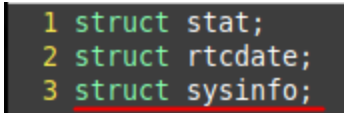 1 struct stat;
2 struct rtcdate;
3 struct sysinfo;